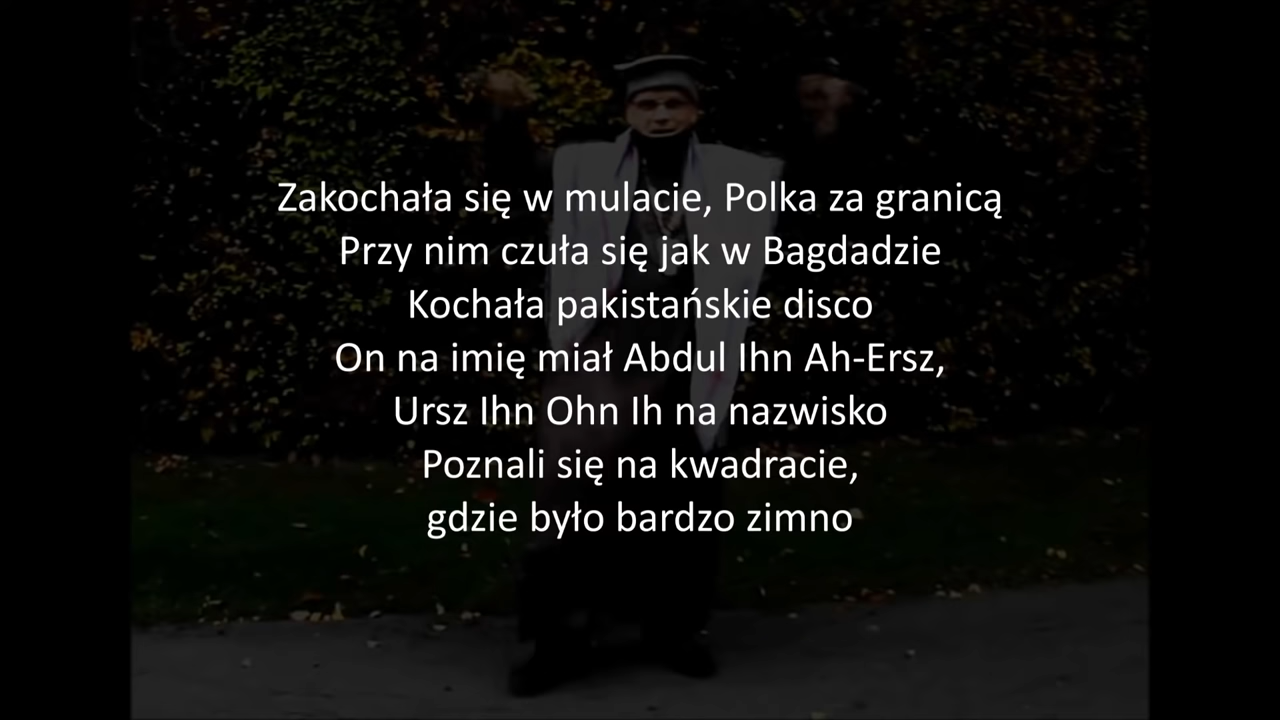 Zakochała się w mulacie, Polka za granicą
Przy nim czuła się jak w Bagdadzie
Kochała pakistańskie disco
On na imię miał Abdul Ihn Ah-Ersz,
Ursz Ihn Ohn Ih na nazwisko
Poznali się na kwadracie,
gdzie było bardzo zimno